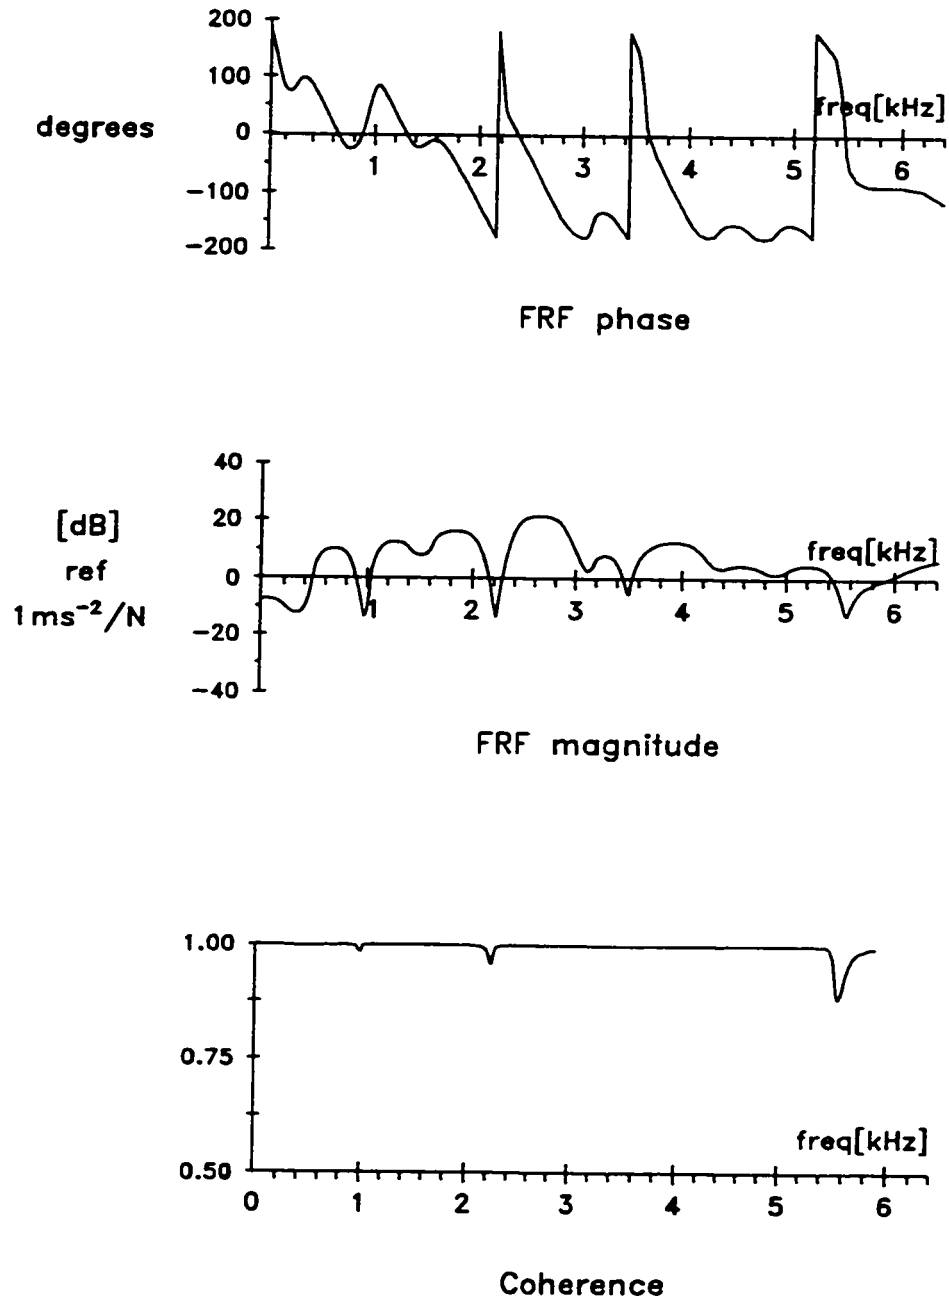 200
100
degrees
0
-100
-200
freq[kHz]
1 2 3 4 5 6
FRF phase
40
20
[dB]
ref
1ms⁻²/N
0
-20
-40
freq[kHz]
1 2 3 4 5 6
FRF magnitude
1.00
0.75
0.50
freq[kHz]
0 1 2 3 4 5 6
Coherence